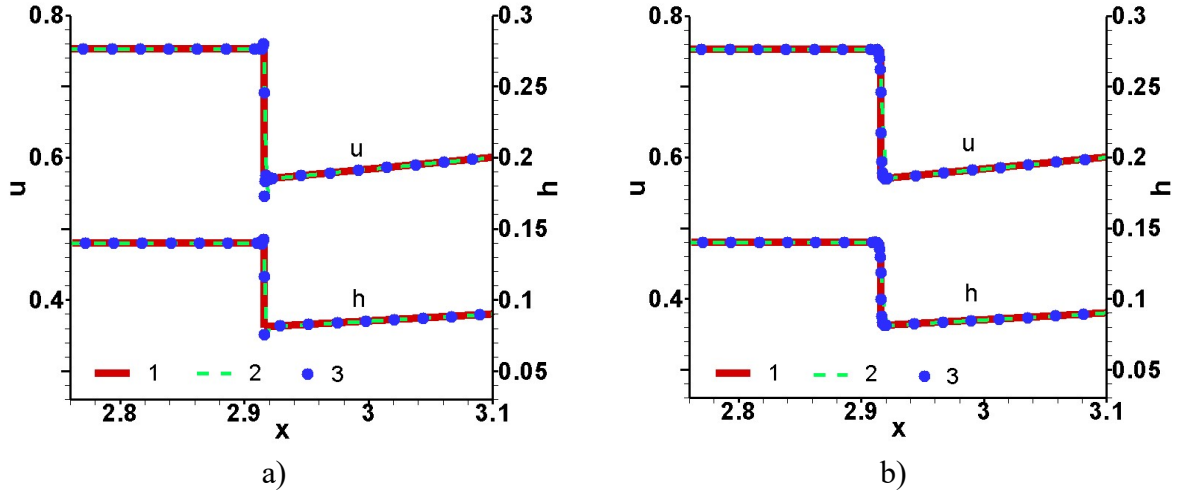 0.8 0.3 0.8 0.3
0.25 0.25
u u
0.6 0.2 0.6 0.2
u h u h
0.15 0.15
h h
0.4 0.1 0.4 0.1
1 2 3 0.05 1 2 3 0.05
2.8 2.9 3 3.1 2.8 2.9 3 3.1
x x
a) b)